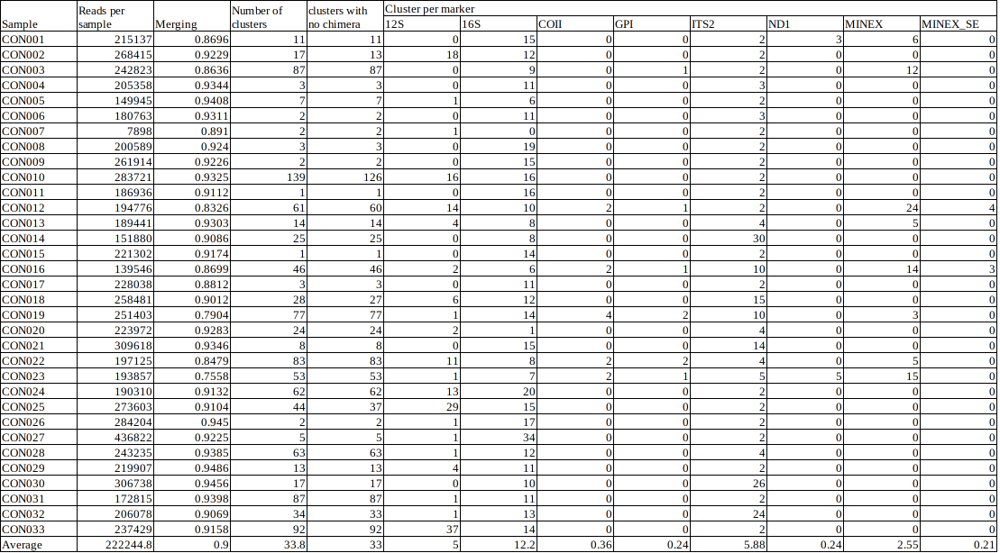 Reads per Number of clusters with Cluster per marker
Sample sample Merging clusters no chimera 12S 16S COII GPI ITS2 ND1 MINEX MINEX_SE
CON001 215137 0.8696 11 11 0 15 0 0 2 3 6 0
CON002 268415 0.9229 17 13 18 12 0 0 2 0 0 0
CON003 242823 0.8636 87 87 0 9 0 1 2 0 12 0
CON004 205358 0.9344 3 3 0 11 0 0 3 0 0 0
CON005 149945 0.9408 7 7 1 6 0 0 2 0 0 0
CON006 180763 0.9311 2 2 0 11 0 0 3 0 0 0
CON007 7898 0.891 2 2 1 0 0 0 2 0 0 0
CON008 200589 0.924 3 3 0 19 0 0 2 0 0 0
CON009 261914 0.9226 2 2 0 15 0 0 2 0 0 0
CON010 283721 0.9325 139 126 16 16 0 0 2 0 0 0
CON011 186936 0.9112 1 1 0 16 0 0 2 0 0 0
CON012 194776 0.8326 61 60 14 10 2 1 2 0 24 4
CON013 189441 0.9303 14 14 4 8 0 0 4 0 5 0
CON014 151880 0.9086 25 25 0 8 0 0 30 0 0 0
CON015 221302 0.9174 1 1 0 14 0 0 2 0 0 0
CON016 139546 0.8699 46 46 2 6 2 1 10 0 14 3
CON017 228038 0.8812 3 3 0 11 0 0 2 0 0 0
CON018 258481 0.9012 28 27 6 12 0 0 15 0 0 0
CON019 251403 0.7904 77 77 1 14 4 2 10 0 3 0
CON020 223972 0.9283 24 24 2 1 0 0 4 0 0 0
CON021 309618 0.9346 8 8 0 15 0 0 14 0 0 0
CON022 197125 0.8479 83 83 11 8 2 2 4 0 5 0
CON023 193857 0.7558 53 53 1 7 2 1 5 5 15 0
CON024 190310 0.9132 62 62 13 20 0 0 2 0 0 0
CON025 273603 0.9104 44 37 29 15 0 0 2 0 0 0
CON026 284204 0.945 2 2 1 17 0 0 2 0 0 0
CON027 436822 0.9225 5 5 1 34 0 0 2 0 0 0
CON028 243235 0.9385 63 63 1 12 0 0 4 0 0 0
CON029 219907 0.9486 13 13 4 11 0 0 2 0 0 0
CON030 306738 0.9456 17 17 0 10 0 0 26 0 0 0
CON031 172815 0.9398 87 87 1 11 0 0 2 0 0 0
CON032 206078 0.9069 34 33 1 13 0 0 24 0 0 0
CON033 237429 0.9158 92 92 37 14 0 0 2 0 0 0
Average 222244.8 0.9 33.8 33 5 12.2 0.36 0.24 5.88 0.24 2.55 0.21